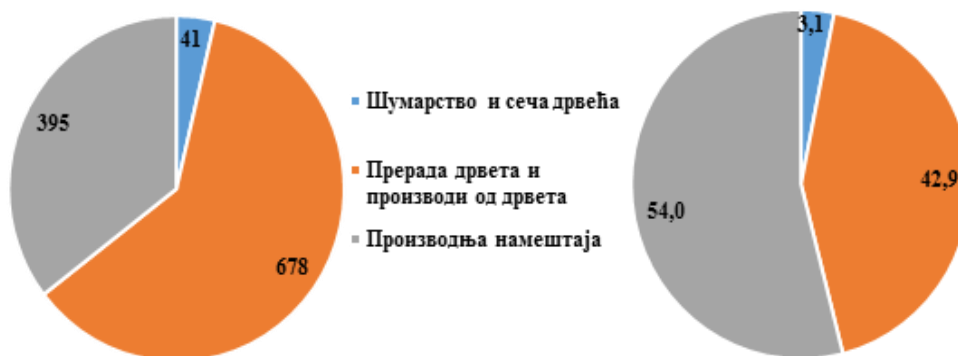 41
395
678
Шумарство и сеча дрвећа
Прерада дрвета и
производи од дрвета
Производња намештаја
3,1
42,9
54,0